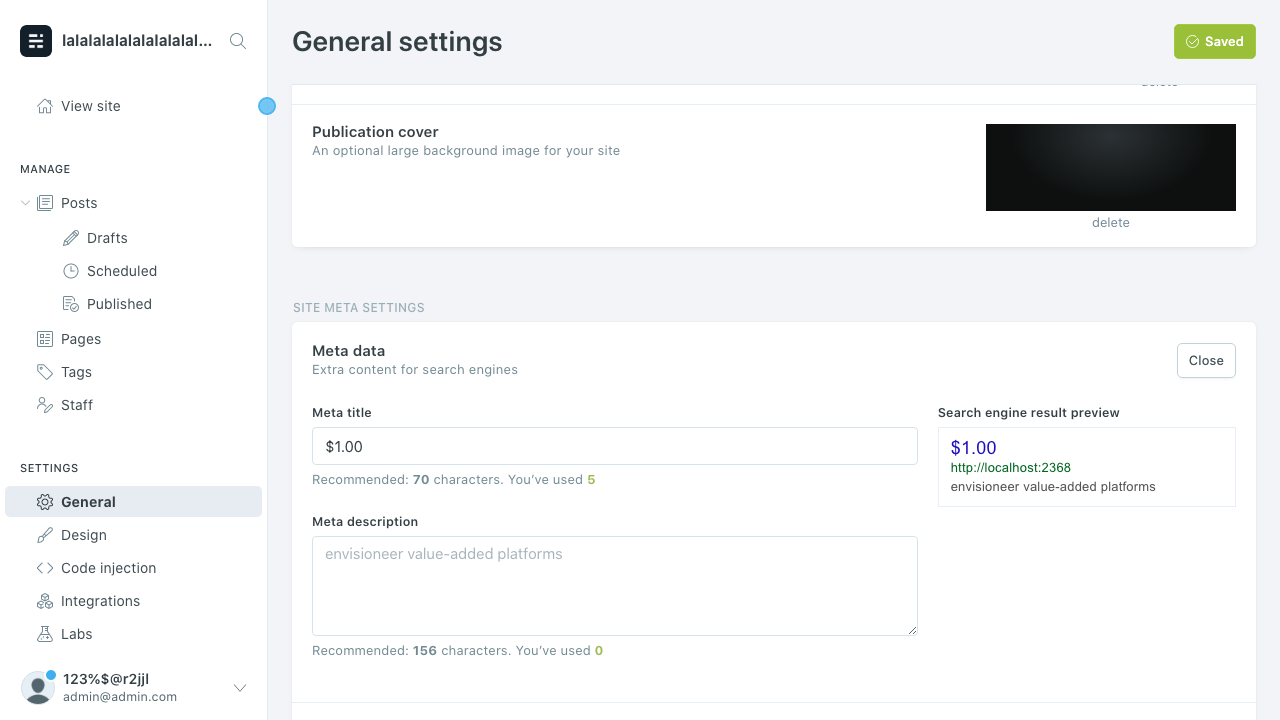 lalalalalalalalalal...
General settings
Saved
View site
delete
Publication cover
An optional large background image for your site
delete
MANAGE
Posts
Drafts
Scheduled
Published
Pages
Tags
Staff
SETTINGS
General
Design
Code injection
Integrations
Labs
123%$@r2jjl
admin@admin.com
SITE META SETTINGS
Meta data
Extra content for search engines
Close
Meta title
$1.00
Recommended: 70 characters. You’ve used 5
Search engine result preview
$1.00
http://localhost:2368
envisioneer value-added platforms
Meta description
envisioneer value-added platforms
Recommended: 156 characters. You’ve used 0